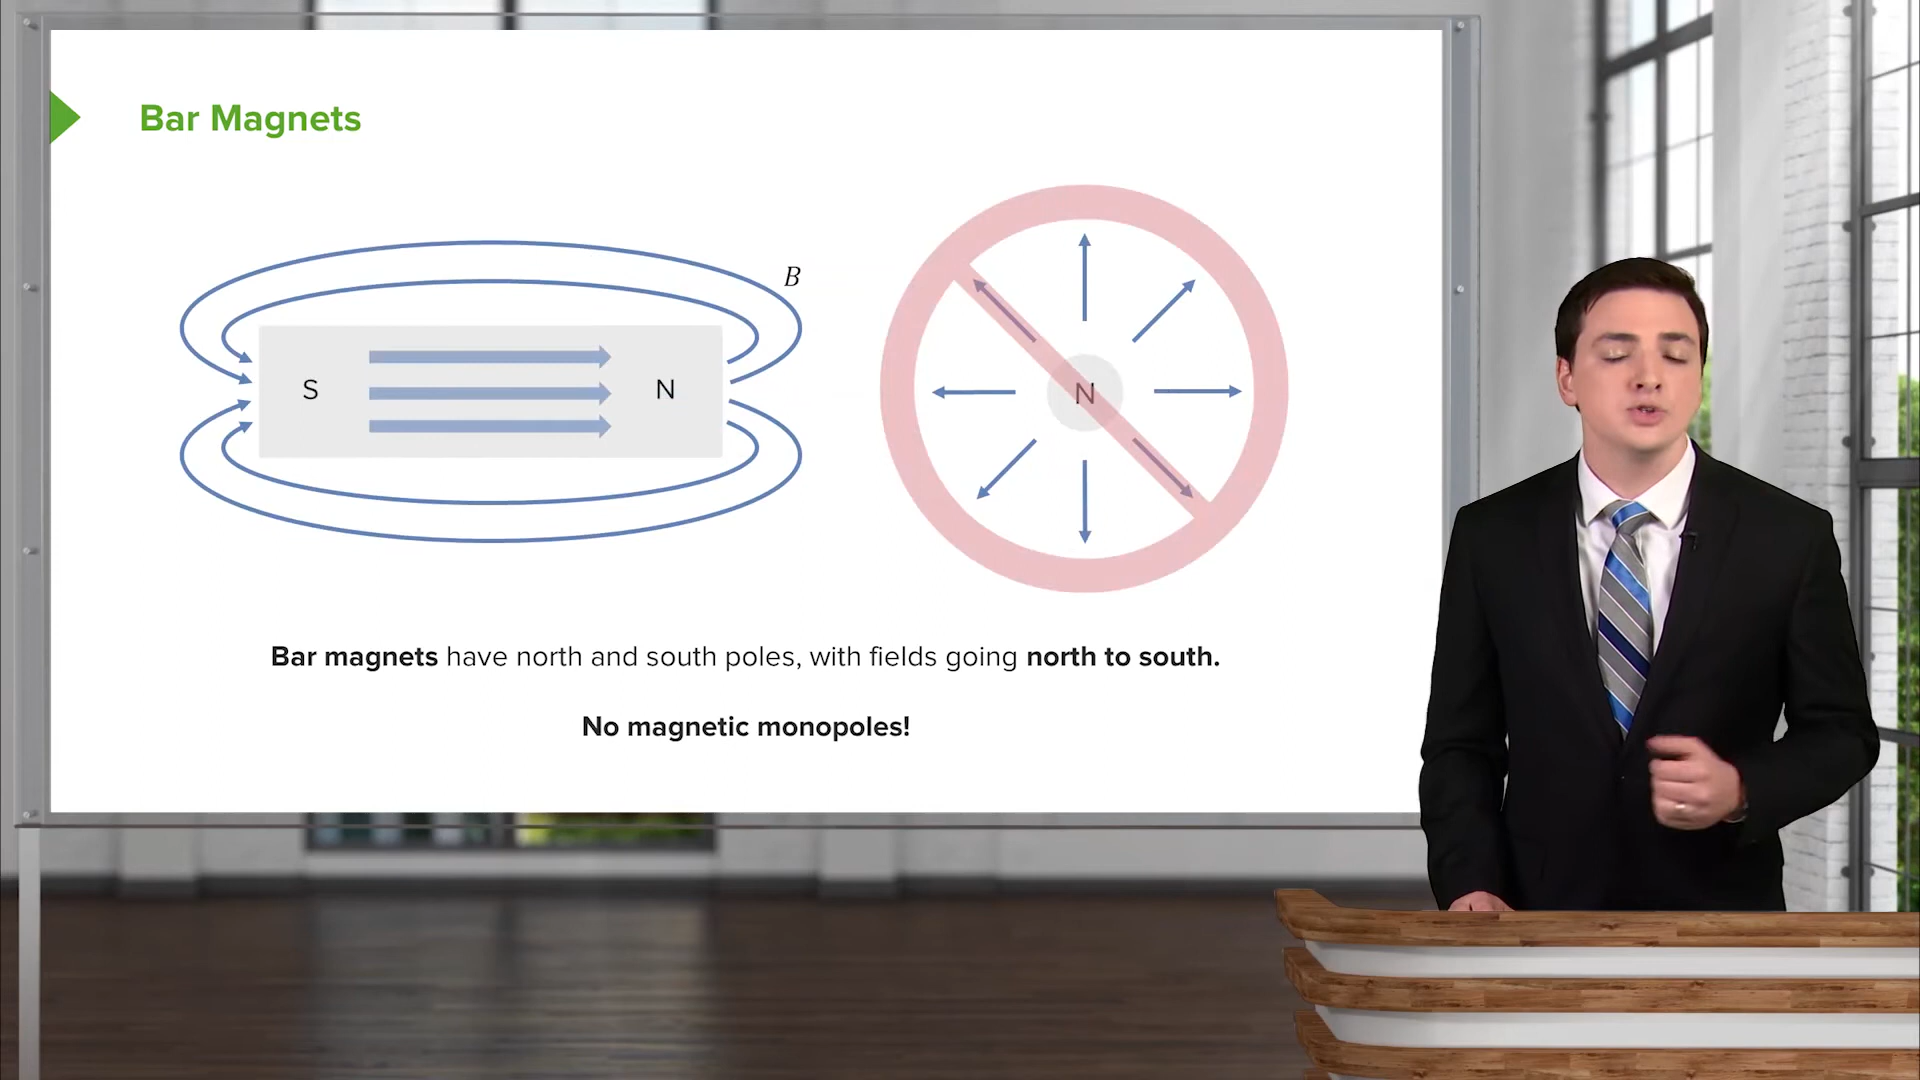 Bar Magnets
B
S N
N
Bar magnets have north and south poles, with fields going north to south.
No magnetic monopoles!